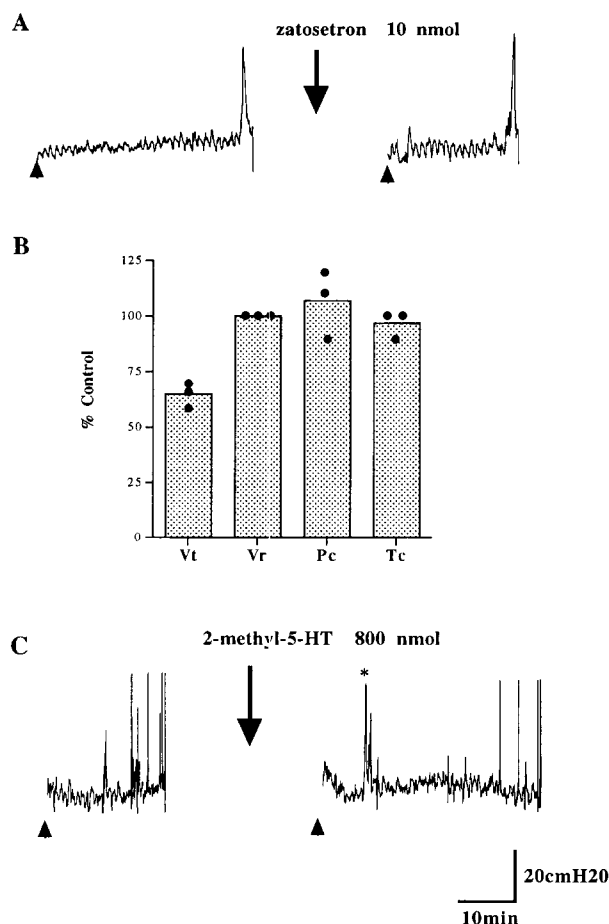 A
zatosetron 10 nmol
B
125
100
75
50
25
0
% Control
Vt Vr Pc Tc
C
2-methyl-5-HT 800 nmol
*
20cmH20
10min